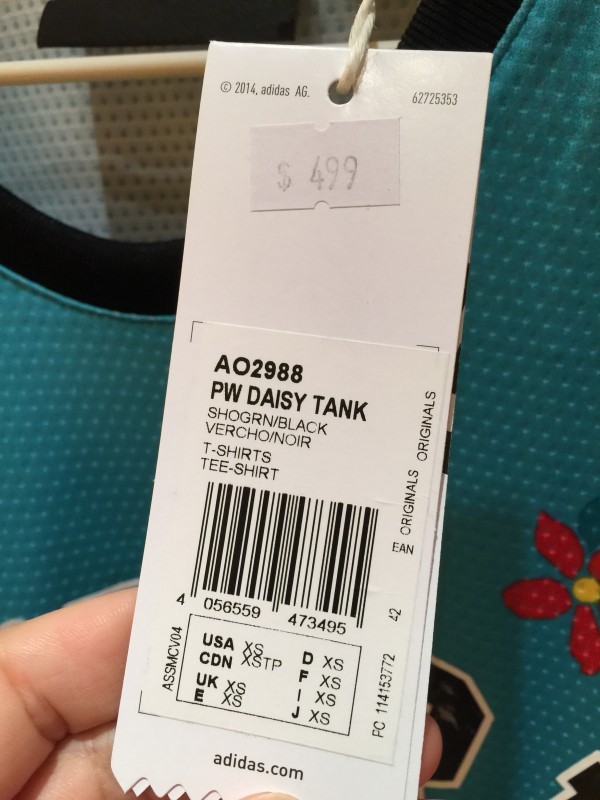 © 2014, adidas AG.
62725353
$ 499
AO2988
PW DAISY TANK
SHOGRN/BLACK
VERCHO/NOIR
T-SHIRTS
TEE-SHIRT
ORIGINALS ORIGINALS
EAN
4 056559 473495
42
ASSMCV04
USA XS
CDN XSTP
UK XS
E XS
D XS
F XS
I XS
J XS
PC 114153772
adidas.com